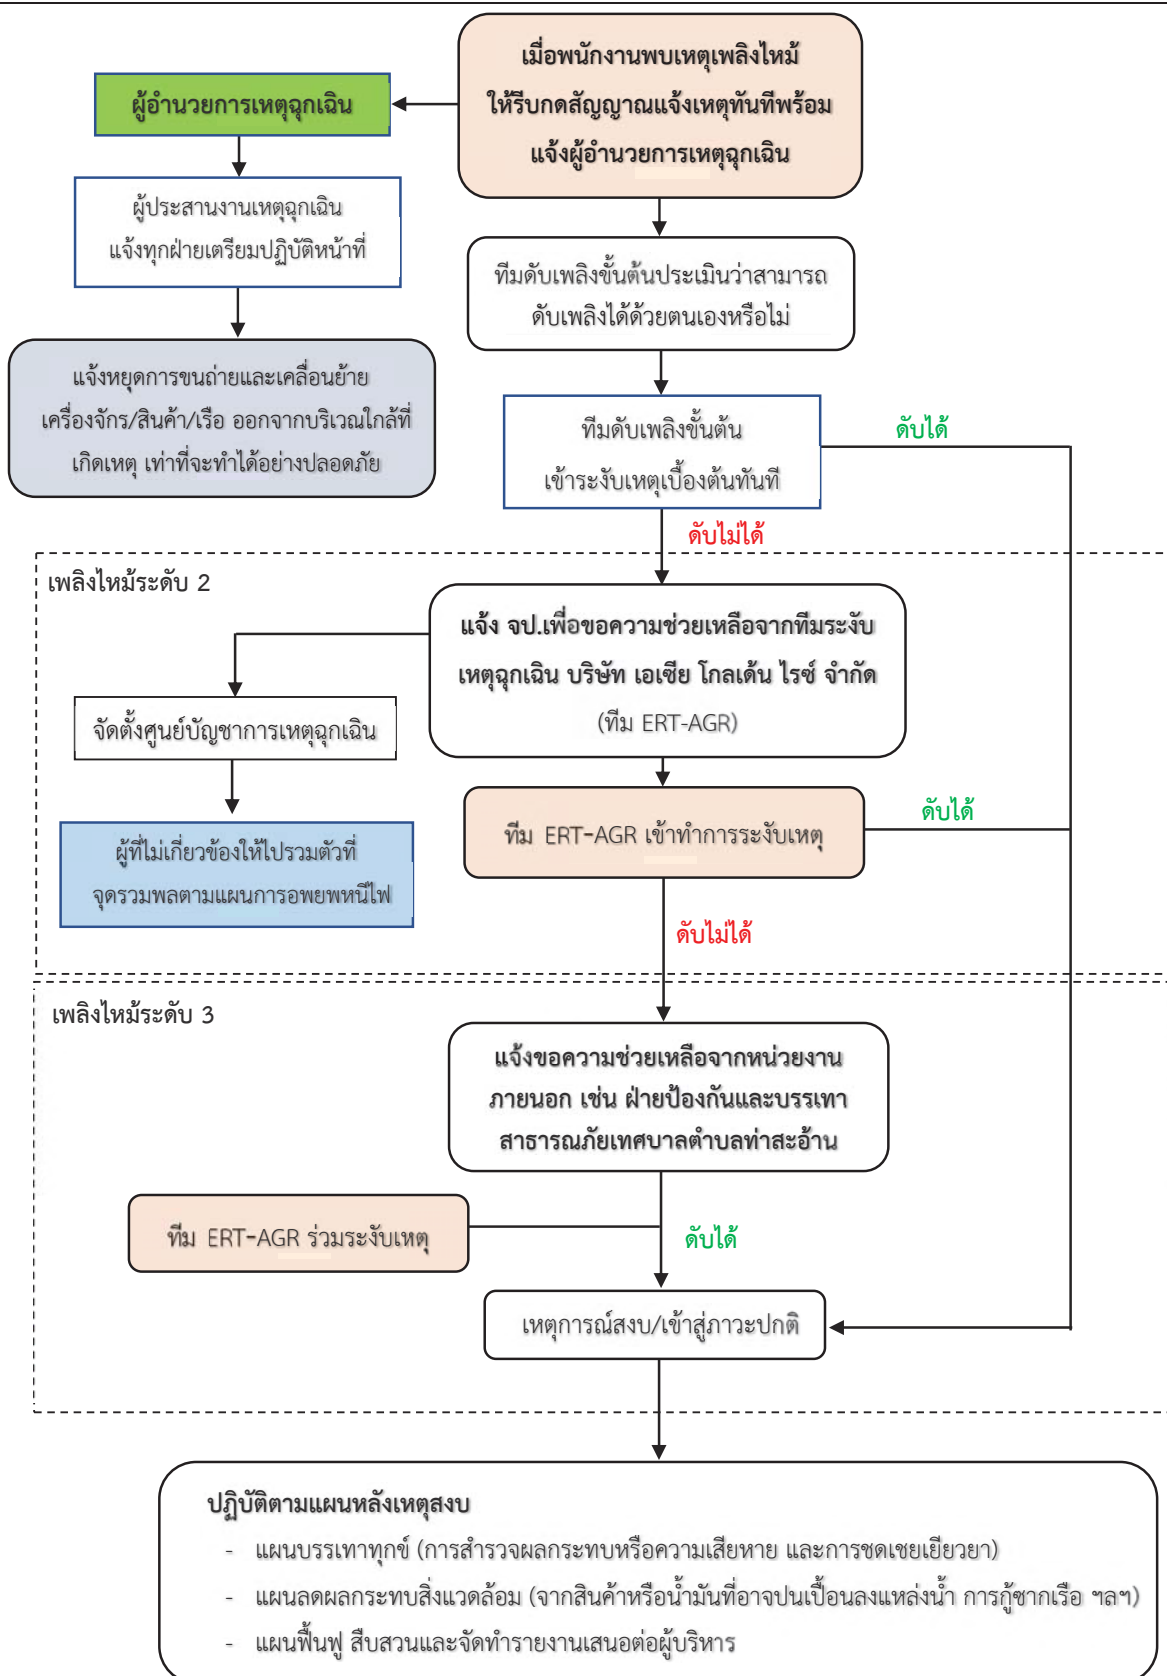 เมื่อพนักงานพบเหตุเพลิงไหม้
ให้รีบกดสัญญาณแจ้งเหตุทันทีพร้อม
แจ้งผู้อำนวยการเหตุฉุกเฉิน
ผู้อำนวยการเหตุฉุกเฉิน
ผู้ประสานงานเหตุฉุกเฉิน
แจ้งทุกฝ่ายเตรียมปฏิบัติหน้าที่
ทีมดับเพลิงขั้นต้นประเมินว่าสามารถ
ดับเพลิงได้ด้วยตนเองหรือไม่
แจ้งหยุดการขนถ่ายและเคลื่อนย้าย
เครื่องจักร/สินค้า/เรือ ออกจากบริเวณใกล้ที่
เกิดเหตุ เท่าที่จะทำได้อย่างปลอดภัย
ทีมดับเพลิงขั้นต้น
เข้าระงับเหตุเบื้องต้นทันที
ดับได้
ดับไม่ได้
เพลิงไหม้ระดับ 2
แจ้ง จป.เพื่อขอความช่วยเหลือจากทีมระงับ
เหตุฉุกเฉิน บริษัท เอเซีย โกลเด้น ไรซ์ จำกัด
(ทีม ERT-AGR)
จัดตั้งศูนย์บัญชาการเหตุฉุกเฉิน
ผู้ที่ไม่เกี่ยวข้องให้ไปรวมตัวที่
จุดรวมพลตามแผนการอพยพหนีไฟ
ทีม ERT-AGR เข้าทำการระงับเหตุ
ดับได้
ดับไม่ได้
เพลิงไหม้ระดับ 3
แจ้งขอความช่วยเหลือจากหน่วยงาน
ภายนอก เช่น ฝ่ายป้องกันและบรรเทา
สาธารณภัยเทศบาลตำบลท่าสะอ้าน
ทีม ERT-AGR ร่วมระงับเหตุ
ดับได้
เหตุการณ์สงบ/เข้าสู่ภาวะปกติ
ปฏิบัติตามแผนหลังเหตุสงบ
- แผนบรรเทาทุกข์ (การสำรวจผลกระทบหรือความเสียหาย และการชดเชยเยียวยา)
- แผนลดผลกระทบสิ่งแวดล้อม (จากสินค้าหรือน้ำมันที่อาจปนเปื้อนลงแหล่งน้ำ การกู้ซากเรือ ฯลฯ)
- แผนฟื้นฟู สืบสวนและจัดทำรายงานเสนอต่อผู้บริหาร